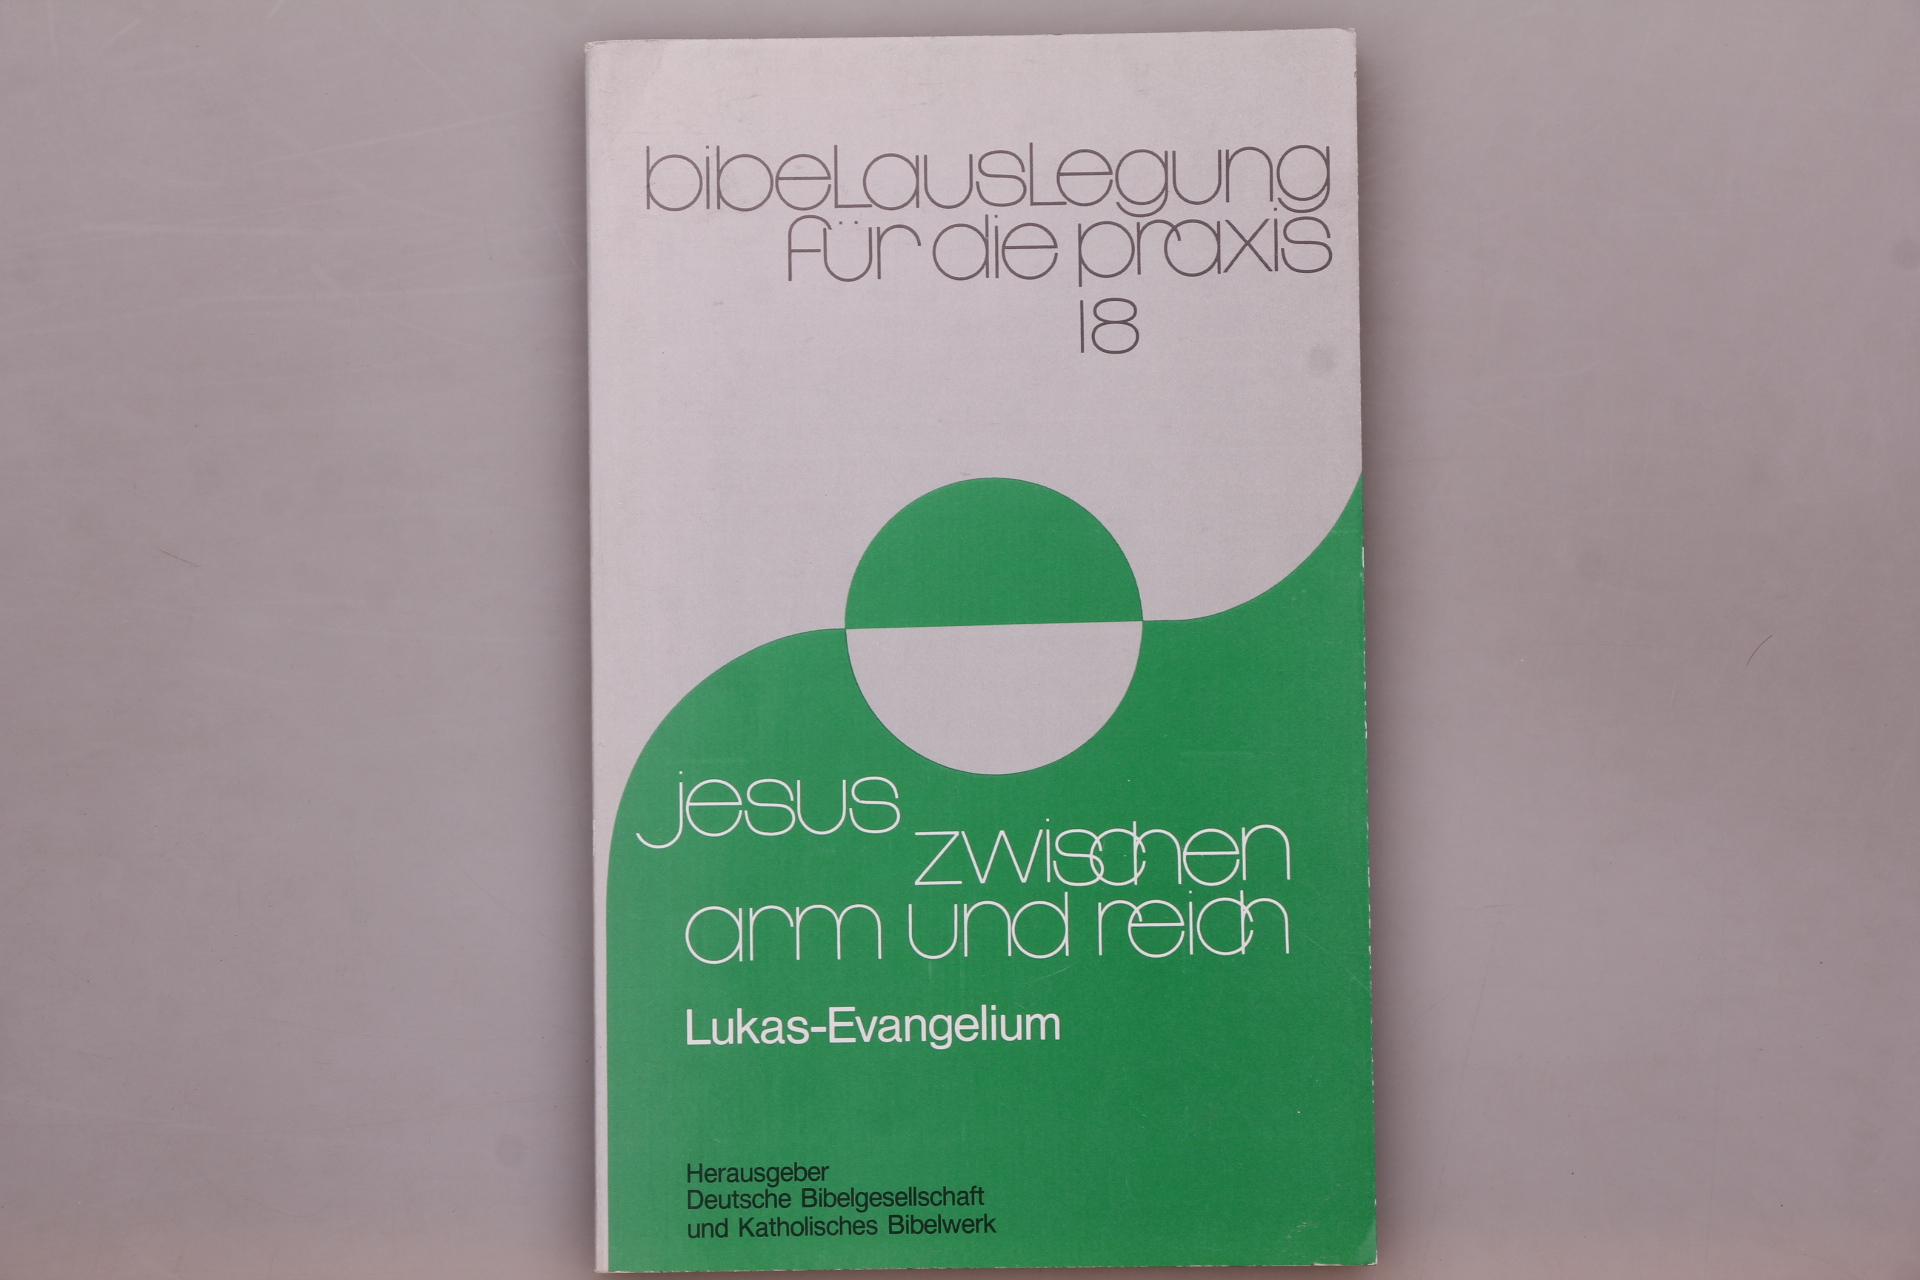 bibelauslegung
für die praxis
18
jesus
zwischen
arm und reich
Lukas-Evangelium
Herausgeber
Deutsche Bibelgesellschaft
und Katholisches Bibelwerk